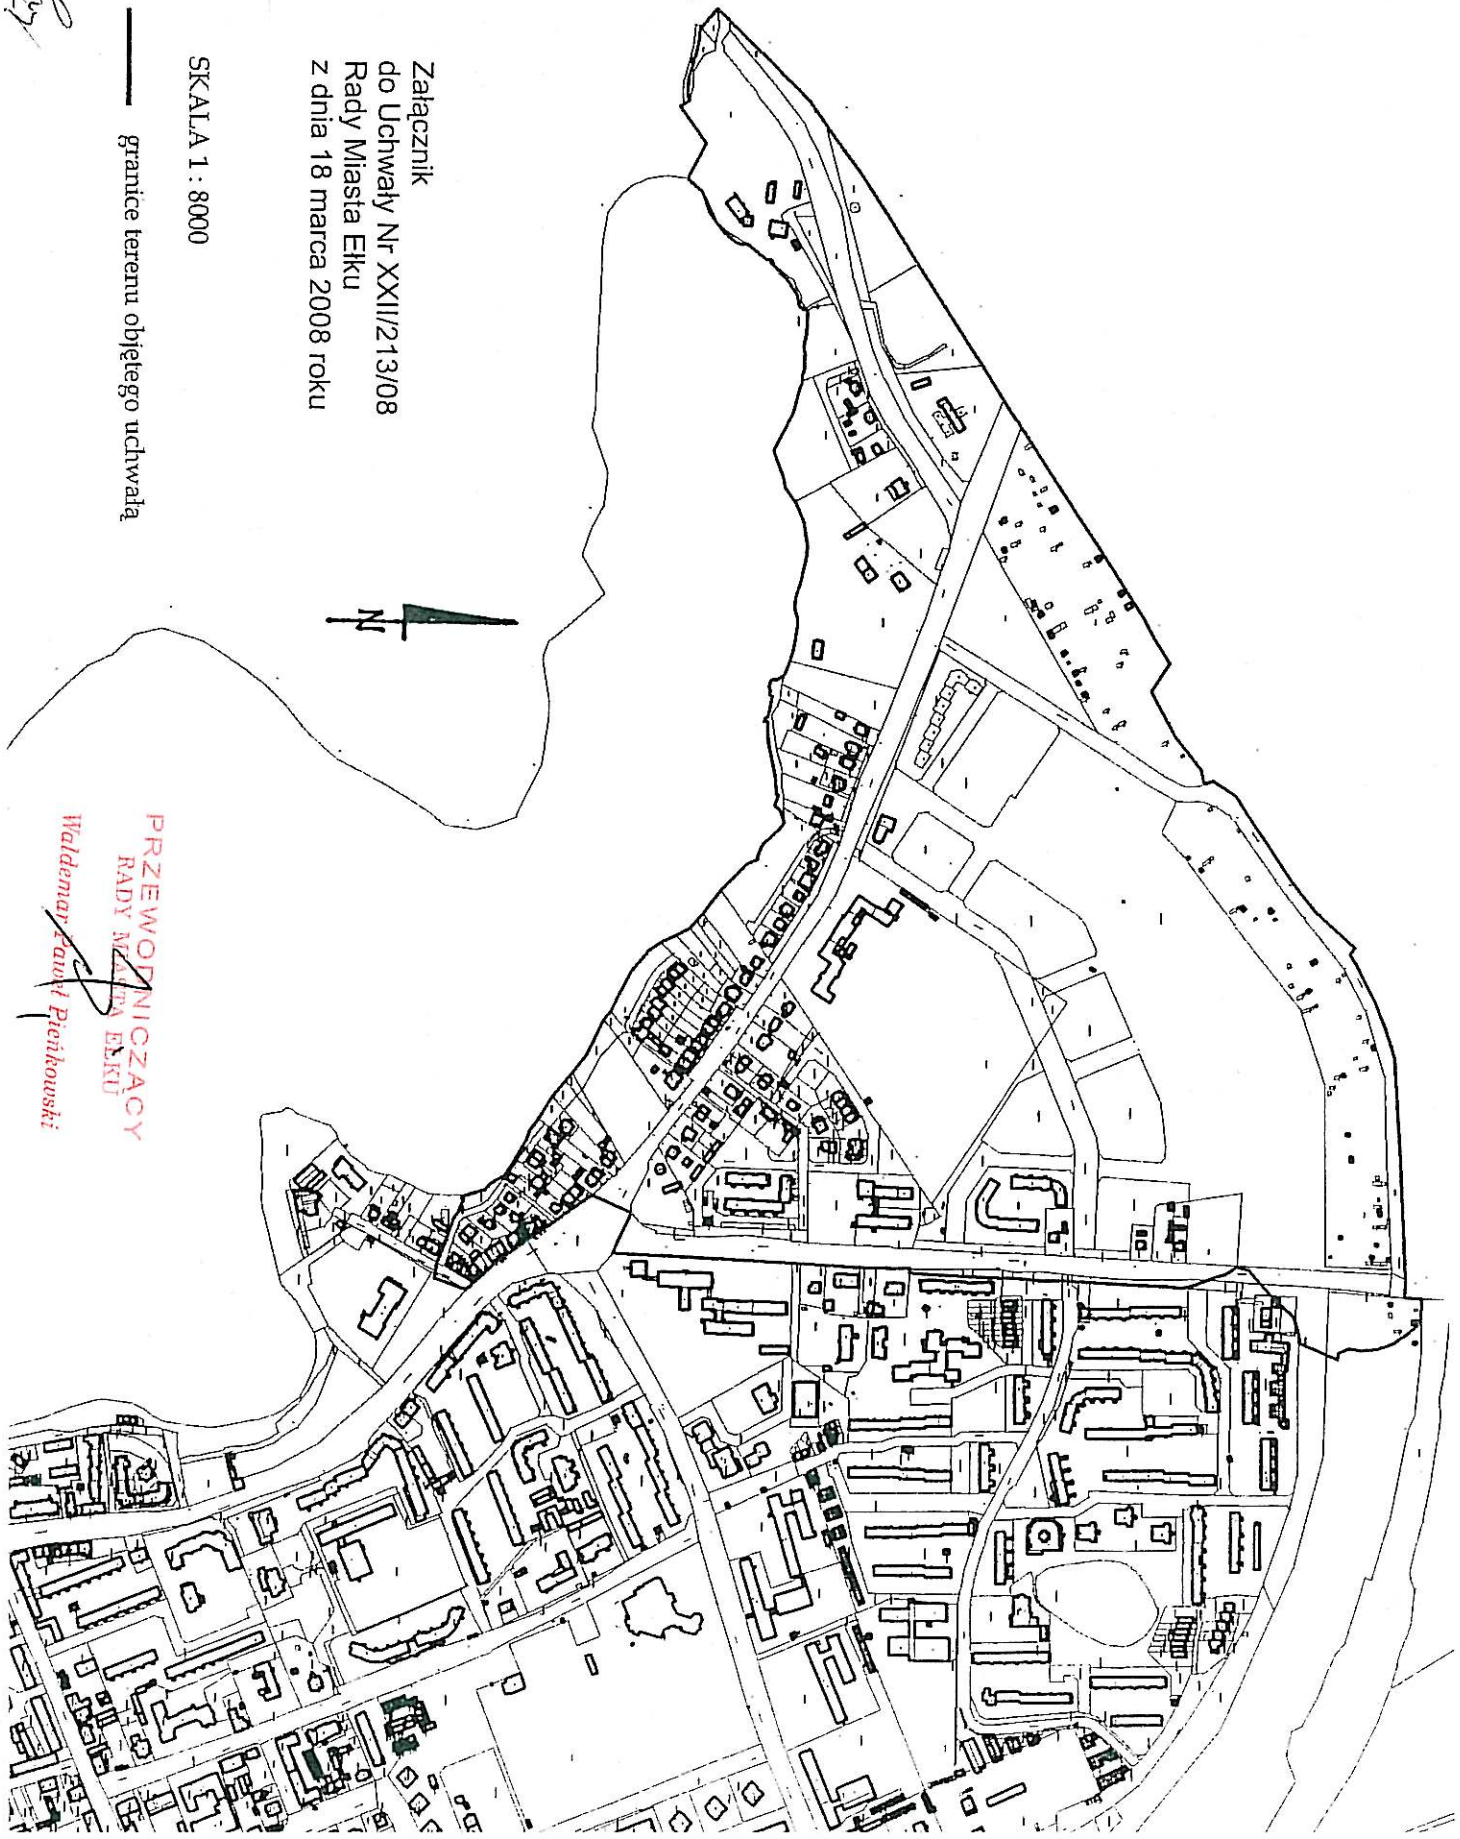 Załącznik
do Uchwały Nr XXII/213/08
Rady Miasta Ełku
z dnia 18 marca 2008 roku
SKALA 1 : 8000
granice terenu objętego uchwałą
N
PRZEWODNICZĄCY
RADY MIASTA EŁKU
Waldemar Paweł Pieńkowski